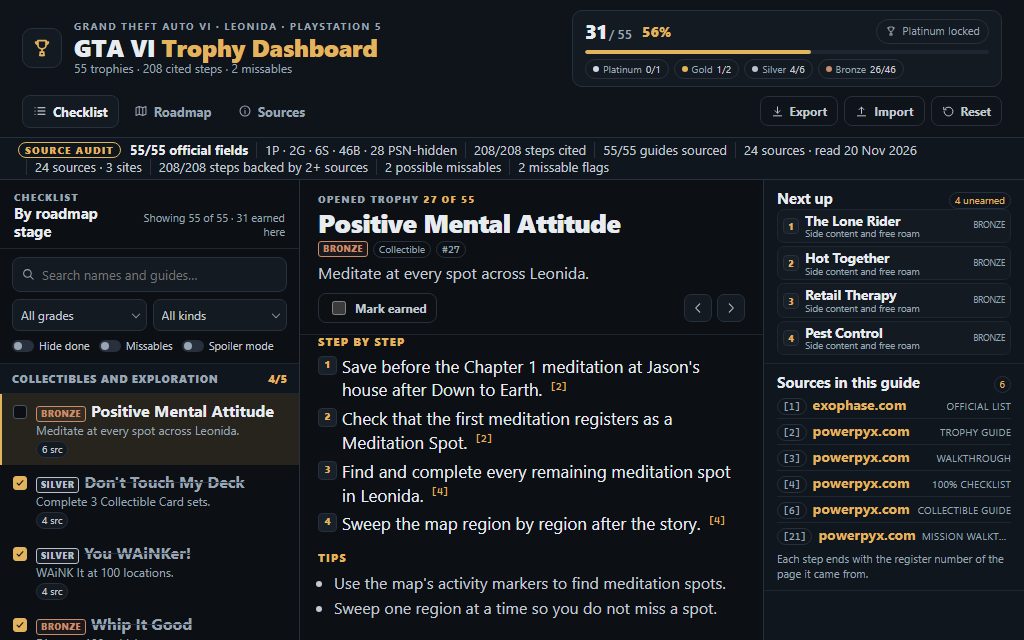 GRAND THEFT AUTO VI • LEONIDA • PLAYSTATION 5
GTA VI Trophy Dashboard
55 trophies · 208 cited steps · 2 missables
31 / 55 56%
Platinum locked
Platinum 0/1
Gold 1/2
Silver 4/6
Bronze 26/46
Checklist
Roadmap
Sources
Export
Import
Reset
SOURCE AUDIT
55/55 official fields
1P · 2G · 6S · 46B · 28 PSN-hidden
208/208 steps cited
55/55 guides sourced
24 sources · read 20 Nov 2026
24 sources · 3 sites
208/208 steps backed by 2+ sources
2 possible missables
2 missable flags
CHECKLIST
By roadmap stage
Showing 55 of 55 · 31 earned here
Search names and guides...
All grades
All kinds
Hide done
Missables
Spoiler mode
COLLECTIBLES AND EXPLORATION 4/5
BRONZE Positive Mental Attitude
Meditate at every spot across Leonida.
6 src
SILVER Don't Touch My Deck
Complete 3 Collectible Card sets.
4 src
SILVER You WAiNKer!
WAiNK It at 100 locations.
4 src
BRONZE Whip It Good
OPENED TROPHY 27 OF 55
Positive Mental Attitude
BRONZE
Collectible
#27
Meditate at every spot across Leonida.
Mark earned
STEP BY STEP
1 Save before the Chapter 1 meditation at Jason's
house after Down to Earth. [2]
2 Check that the first meditation registers as a
Meditation Spot. [2]
3 Find and complete every remaining meditation spot
in Leonida. [4]
4 Sweep the map region by region after the story. [4]
TIPS
• Use the map's activity markers to find meditation spots.
• Sweep one region at a time so you do not miss a spot.
Next up
4 unearned
1 The Lone Rider BRONZE
Side content and free roam
2 Hot Together BRONZE
Side content and free roam
3 Retail Therapy BRONZE
Side content and free roam
4 Pest Control BRONZE
Side content and free roam
Sources in this guide 6
[1] exophase.com OFFICIAL LIST
[2] powerpyx.com TROPHY GUIDE
[3] powerpyx.com WALKTHROUGH
[4] powerpyx.com 100% CHECKLIST
[6] powerpyx.com COLLECTIBLE GUIDE
[21] powerpyx.com MISSION WALKT...
Each step ends with the register number of the
page it came from.